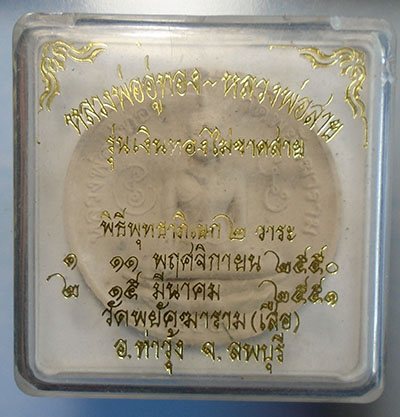 หลวงพ่ออู่ทอง ~ หลวงพ่อสาย
รุ่นเงินทองไม่ขาดสาย
พิธีพุทธาภิเษก ๒ วาระ
๑ ๑๑ พฤศจิกายน ๒๕๕๐
๒ ๑๕ มีนาคม ๒๕๕๑
วัดพยัคฆาราม (เสือ)
อ.ท่าวุ้ง จ.ลพบุรี